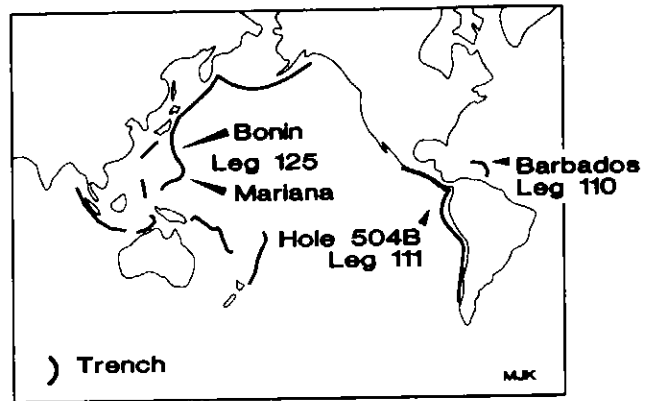 Bonin
Leg 125
Mariana
Barbados
Leg 110
Hole 504B
Leg 111
Trench
MJK